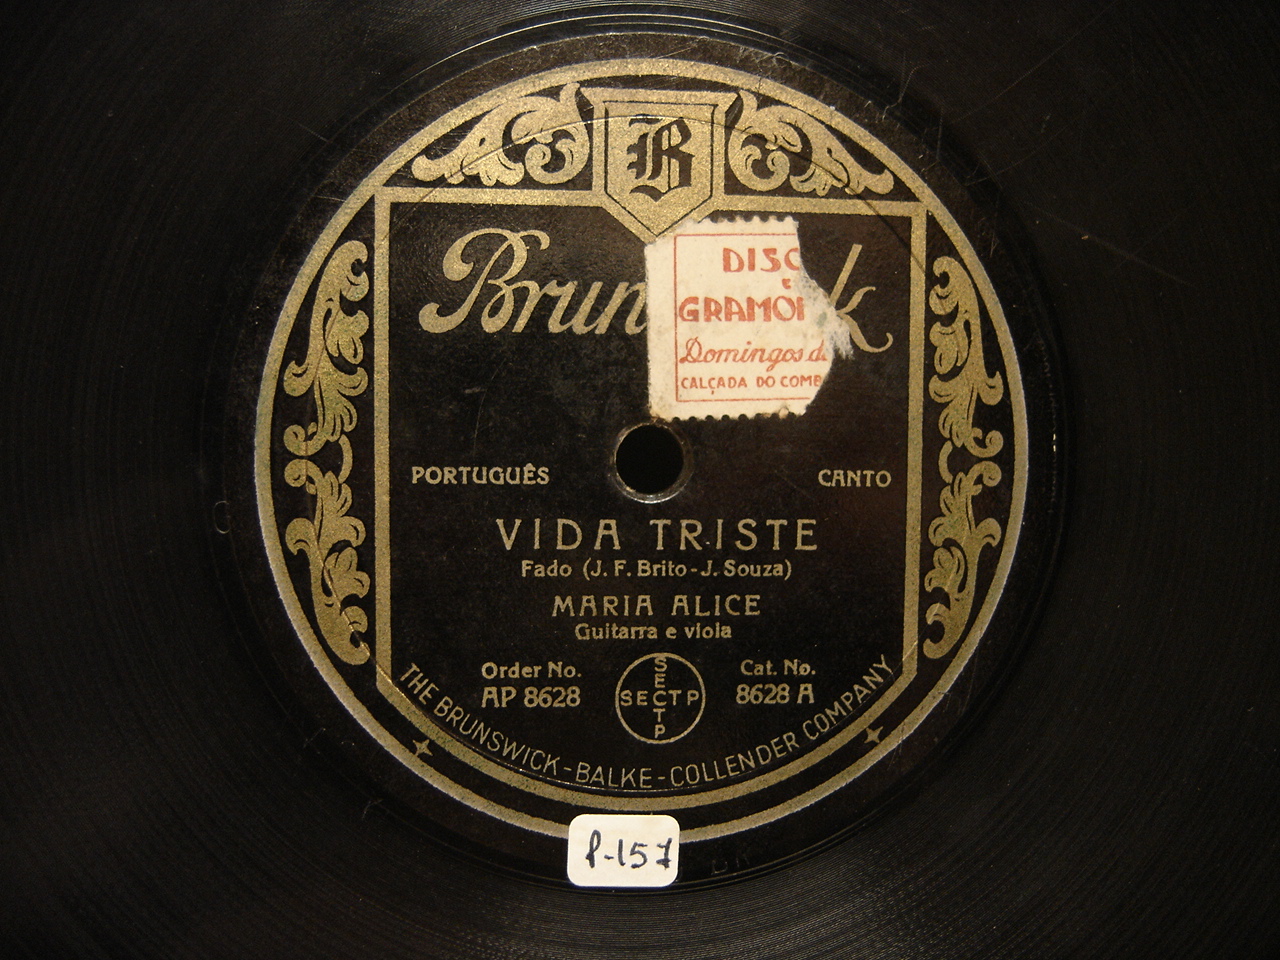 B
DISC
E
GRAMO
Domingos d
CALÇADA DO COMB
PORTUGUÊS
CANTO
VIDA TRISTE
Fado (J. F. Brito-J. Souza)
MARIA ALICE
Guitarra e viola
Order No.
AP 8628
SECTP
SECTP
Cat. No.
8628 A
THE BRUNSWICK-BALKE-COLLENDER COMPANY
P-157